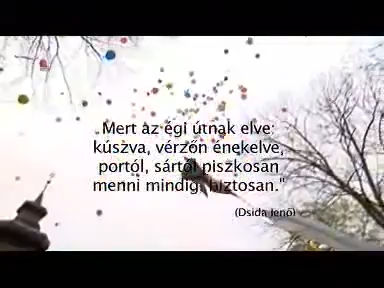 Mert az égi útnak elve:
kúszva, vérzőn énekelve,
portól, sártól piszkosan
menni mindig, biztosan."
(Dsida Jenő)